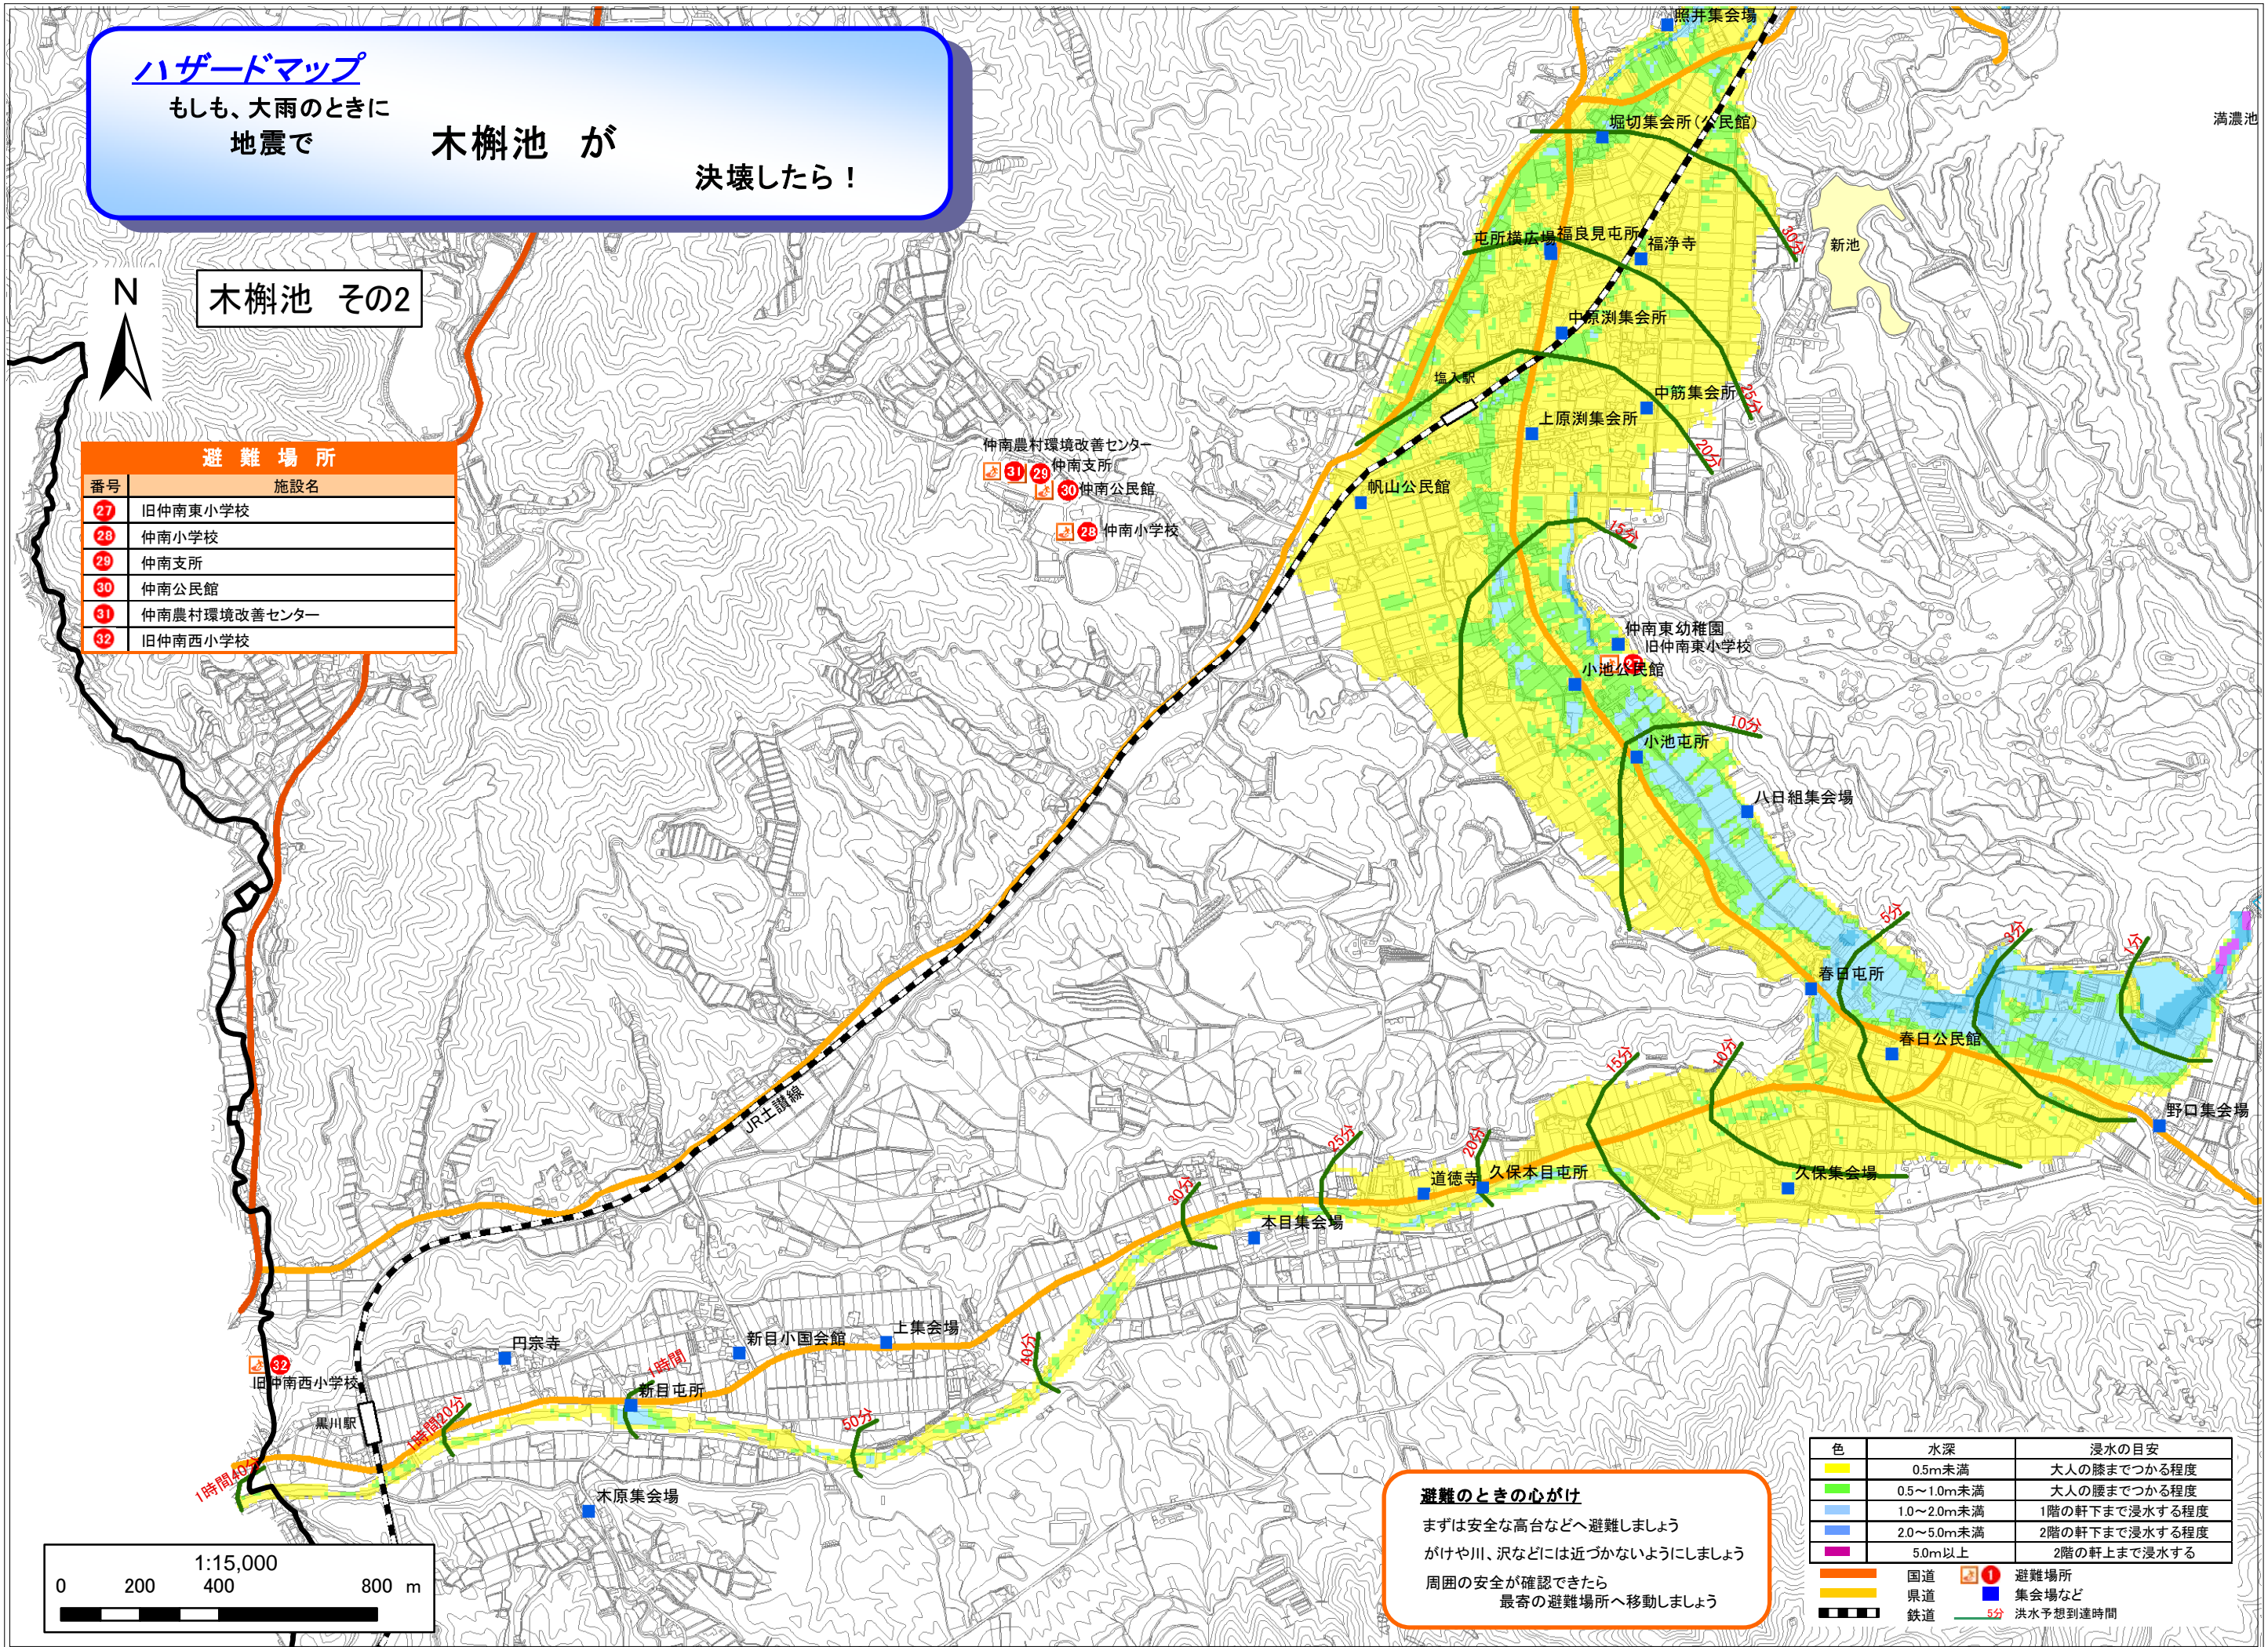 ハザードマップ
もしも、大雨のときに
地震で
木槲池 が
決壊したら！
N
木槲池 その2
避難場所
番号 施設名
27 旧仲南東小学校
28 仲南小学校
29 仲南支所
30 仲南公民館
31 仲南農村環境改善センター
32 旧仲南西小学校
照井集会場
満濃池
堀切集会所(公民館)
屯所横広場
福良見屯所
福浄寺
30分
新池
中原渕集会所
塩入駅
中筋集会所
25分
上原渕集会所
20分
仲南農村環境改善センター
31 29 仲南支所
30 仲南公民館
28 仲南小学校
帆山公民館
15分
仲南東幼稚園
旧仲南東小学校
27
小池公民館
10分
小池屯所
八日組集会場
5分
3分
1分
春日屯所
春日公民館
野口集会場
10分
15分
久保集会場
20分
久保本目屯所
道徳寺
25分
30分
本目集会場
JR土讃線
40分
上集会場
新目小国会館
円宗寺
1時間
新目屯所
50分
32
旧仲南西小学校
黒川駅
1時間20分
1時間40分
木原集会場
1:15,000
0 200 400 800 m
避難のときの心がけ
まずは安全な高台などへ避難しましょう
がけや川、沢などには近づかないようにしましょう
周囲の安全が確認できたら
最寄の避難場所へ移動しましょう
色 水深 浸水の目安
0.5m未満 大人の膝までつかる程度
0.5～1.0m未満 大人の腰までつかる程度
1.0～2.0m未満 1階の軒下まで浸水する程度
2.0～5.0m未満 2階の軒下まで浸水する程度
5.0m以上 2階の軒上まで浸水する
国道 1 避難場所
県道 集会場など
鉄道 5分 洪水予想到達時間